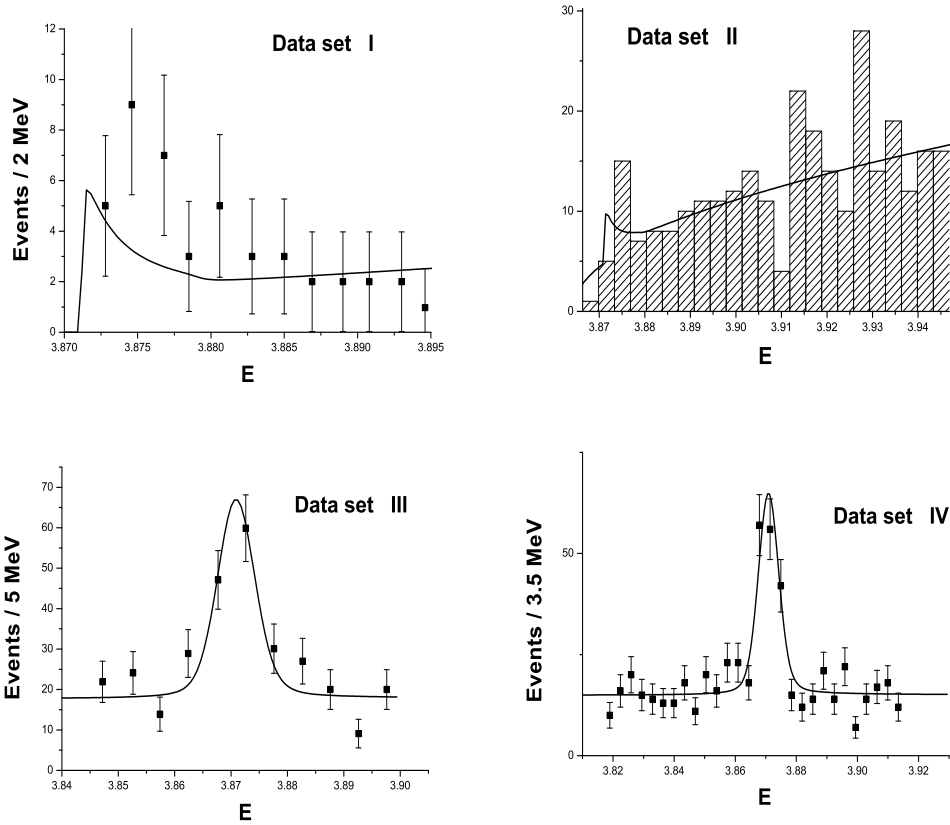 Data set I
12
10
8
6
4
2
0
Events / 2 MeV
3.870 3.875 3.880 3.885 3.890 3.895
E
Data set II
30
20
10
0
3.87 3.88 3.89 3.90 3.91 3.92 3.93 3.94
E
Data set III
70
60
50
40
30
20
10
0
Events / 5 MeV
3.84 3.85 3.86 3.87 3.88 3.89 3.90
E
Data set IV
50
0
Events / 3.5 MeV
3.82 3.84 3.86 3.88 3.90 3.92
E